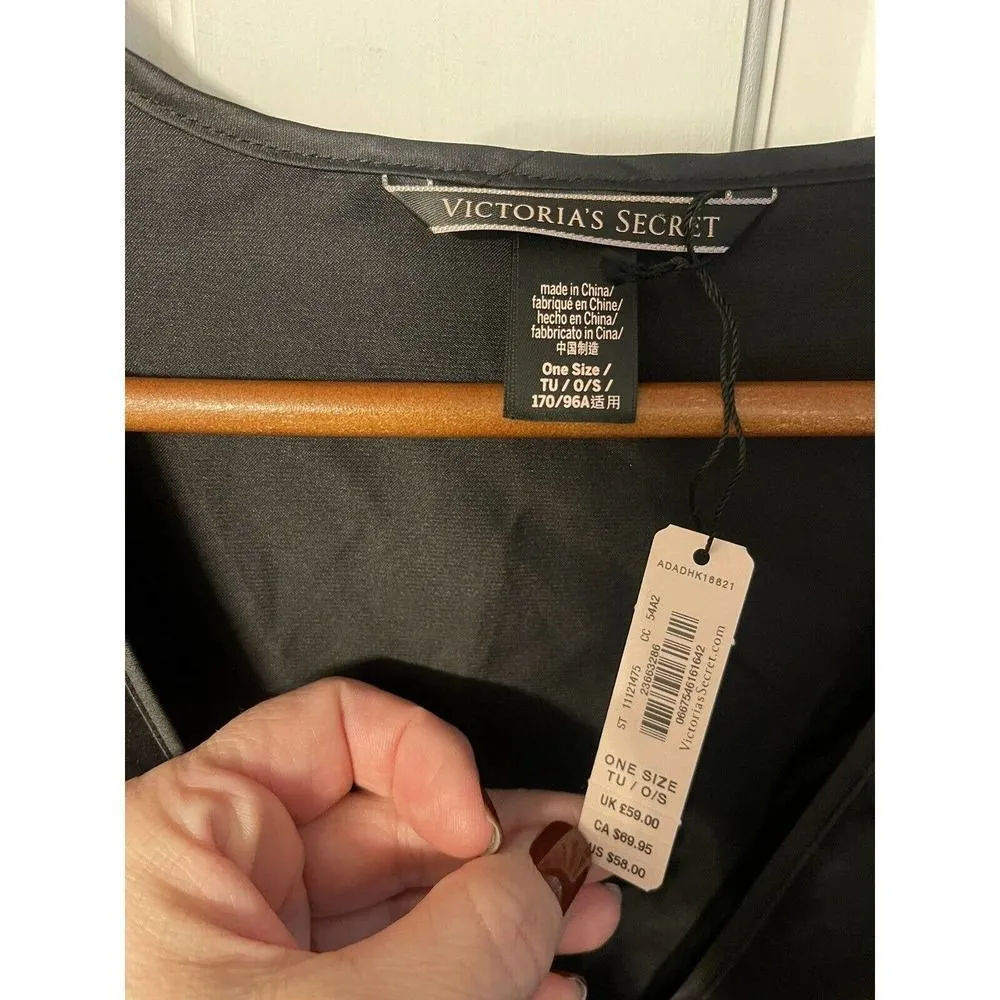 VICTORIA'S SECRET
made in China/
fabriqué en Chine/
hecho en China/
fabbricato in Cina/
中国制造
One Size /
TU / O/S /
170/96A适用
ADADHK18821
ST 11121475 CC 54A2
23663286
0667546161642
VictoriasSecret.com
ONE SIZE
TU / O/S
UK £59.00
CA $69.95
US $58.00